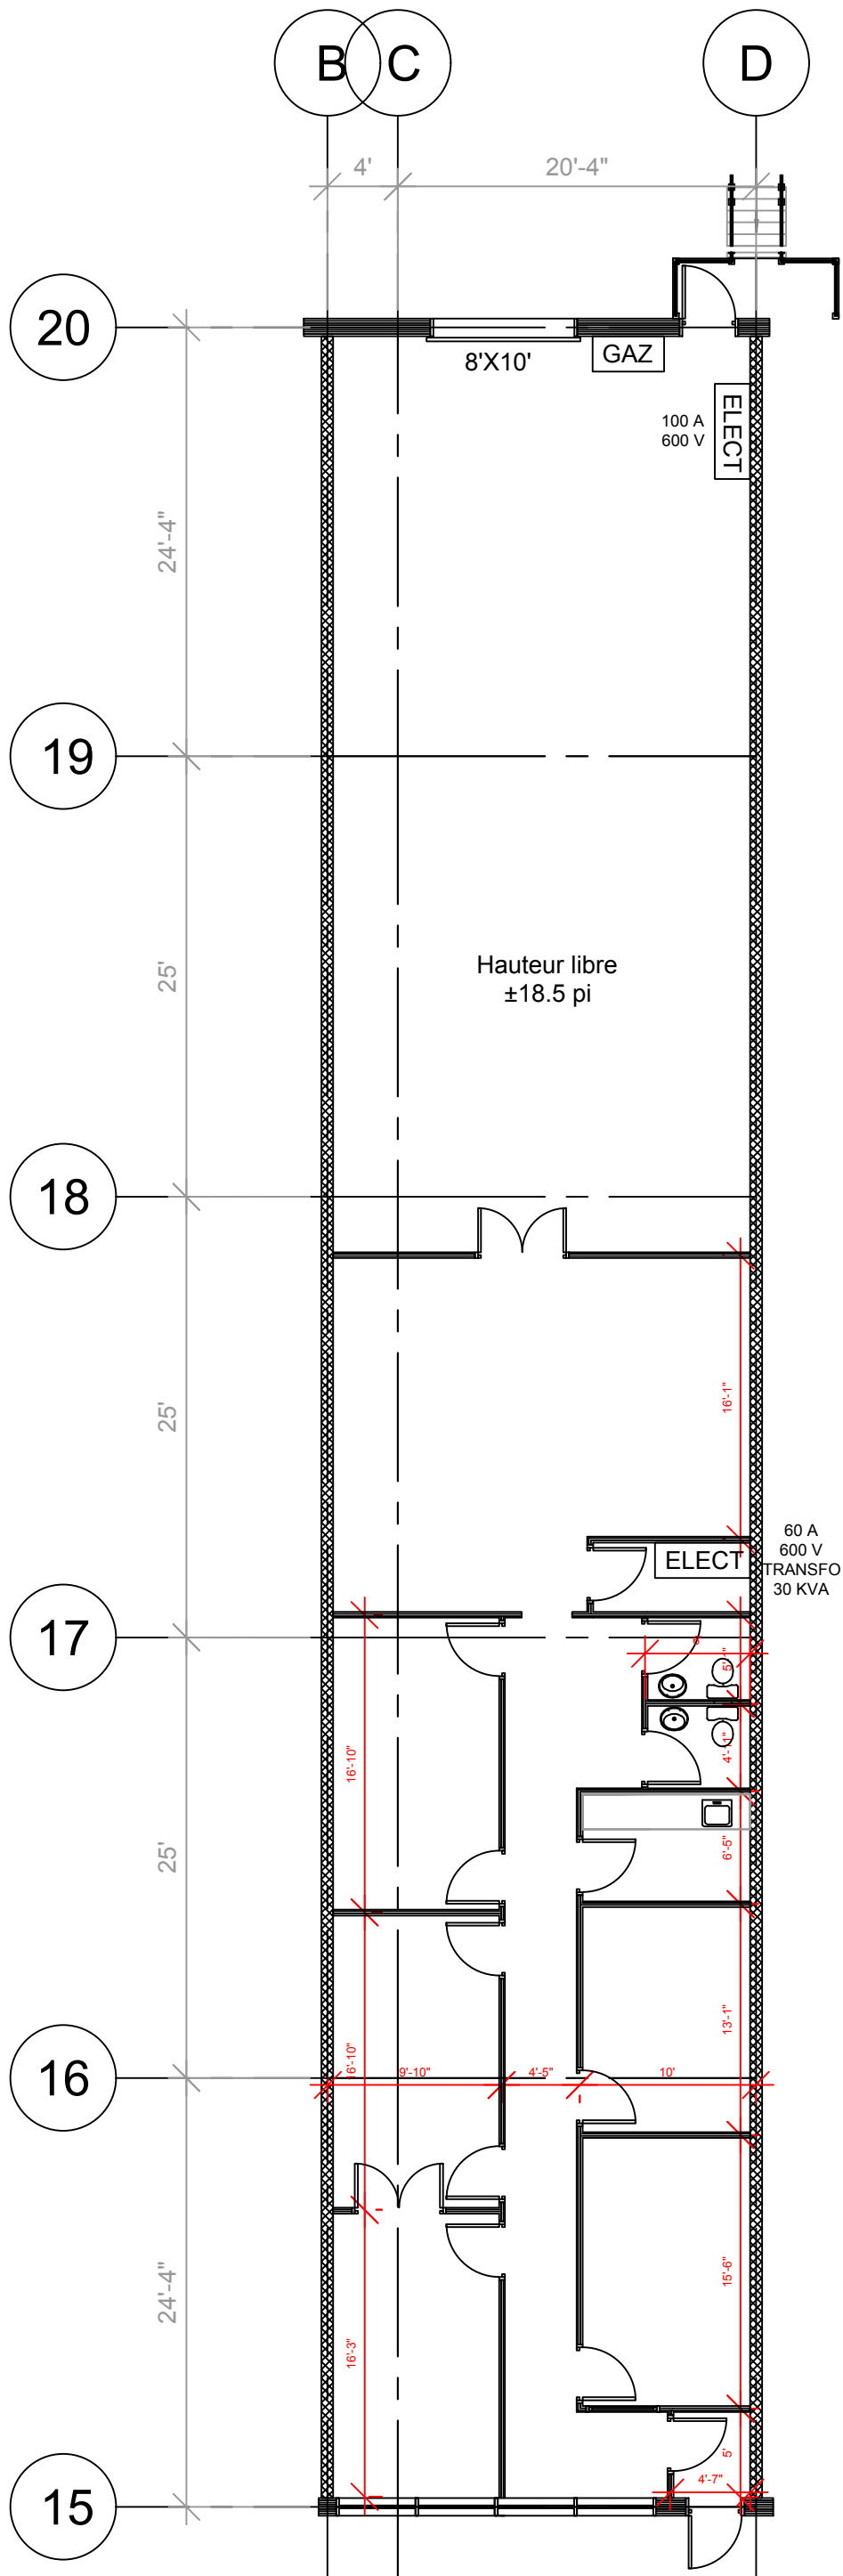 B
C
D
4'
20'-4"
20
8'X10'
GAZ
ELECT
100 A
600 V
24'-4"
19
25'
Hauteur libre
±18.5 pi
18
25'
16'-1"
60 A
600 V
TRANSFO
30 KVA
ELECT
17
6'
5'-1"
16'-10"
4'-11"
25'
6'-5"
13'-1"
16'-10"
16
9'-10"
4'-5"
10'
24'-4"
15'-6"
16'-3"
5'
4'-7"
15